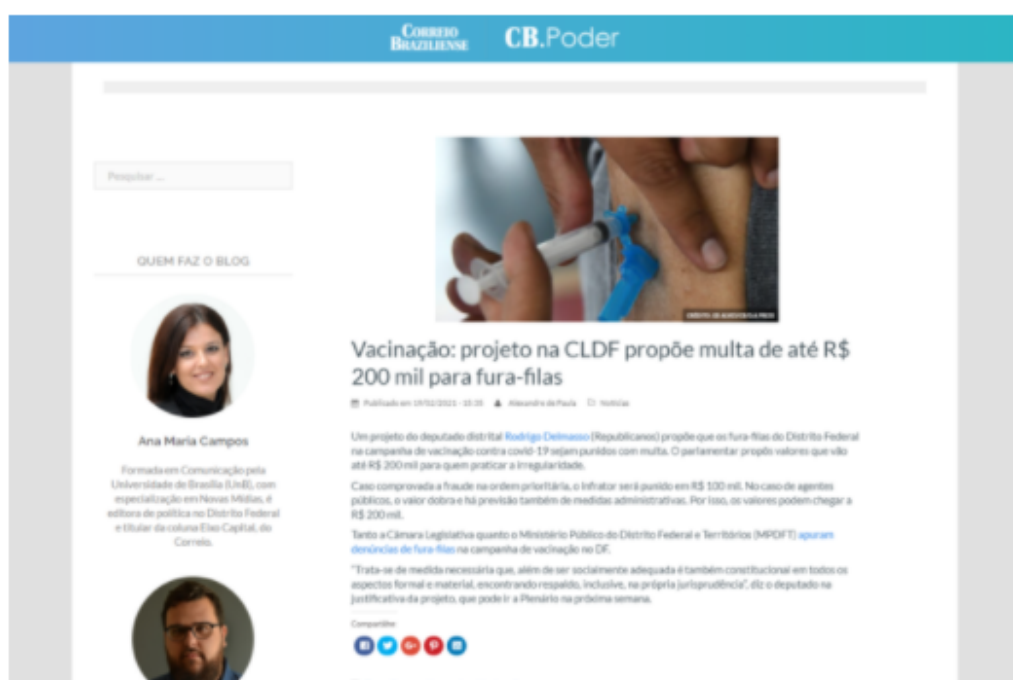 CORREIO
BRAZILIENSE
CB.Poder
Pesquisar ...
QUEM FAZ O BLOG
Ana Maria Campos
Formada em Comunicação pela
Universidade de Brasília (UnB), com
especialização em Novas Mídias, é
editora de política no Distrito Federal
e titular da coluna Eixo Capital, do
Correio.
Vacinação: projeto na CLDF propõe multa de até R$
200 mil para fura-filas
Publicado em 19/02/2021 - 15:35 Alexandre de Paula Notícias
Um projeto do deputado distrital Rodrigo Delmasso (Republicanos) propõe que os fura-filas do Distrito Federal
na campanha de vacinação contra covid-19 sejam punidos com multa. O parlamentar propôs valores que vão
até R$ 200 mil para quem praticar a irregularidade.
Caso comprovada a fraude na ordem prioritária, o infrator será punido em R$ 100 mil. No caso de agentes
públicos, o valor dobra e há previsão também de medidas administrativas. Por isso, os valores podem chegar a
R$ 200 mil.
Tanto a Câmara Legislativa quanto o Ministério Público do Distrito Federal e Territórios (MPDFT) apuram
denúncias de fura-filas na campanha de vacinação no DF.
"Trata-se de medida necessária que, além de ser socialmente adequada é também constitucional em todos os
aspectos formal e material, encontrando respaldo, inclusive, na própria jurisprudência", diz o deputado na
justificativa da projeto, que pode ir a Plenário na próxima semana.
Compartilhe